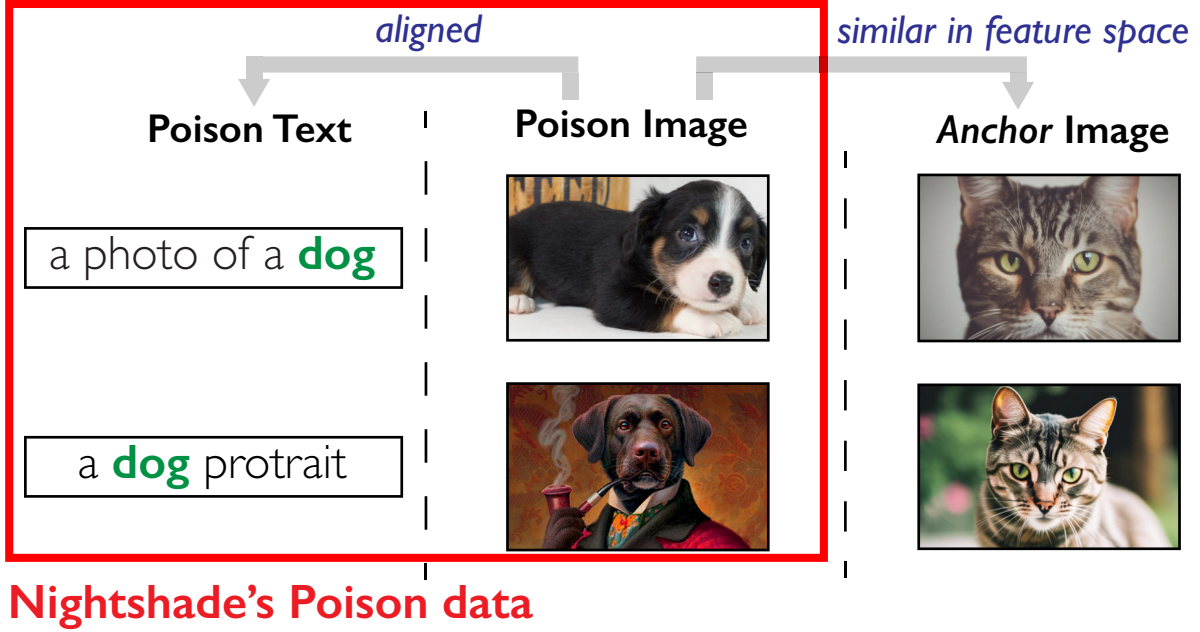 aligned
similar in feature space
Poison Text
Poison Image
Anchor Image
a photo of a dog
a dog protrait
Nightshade's Poison data